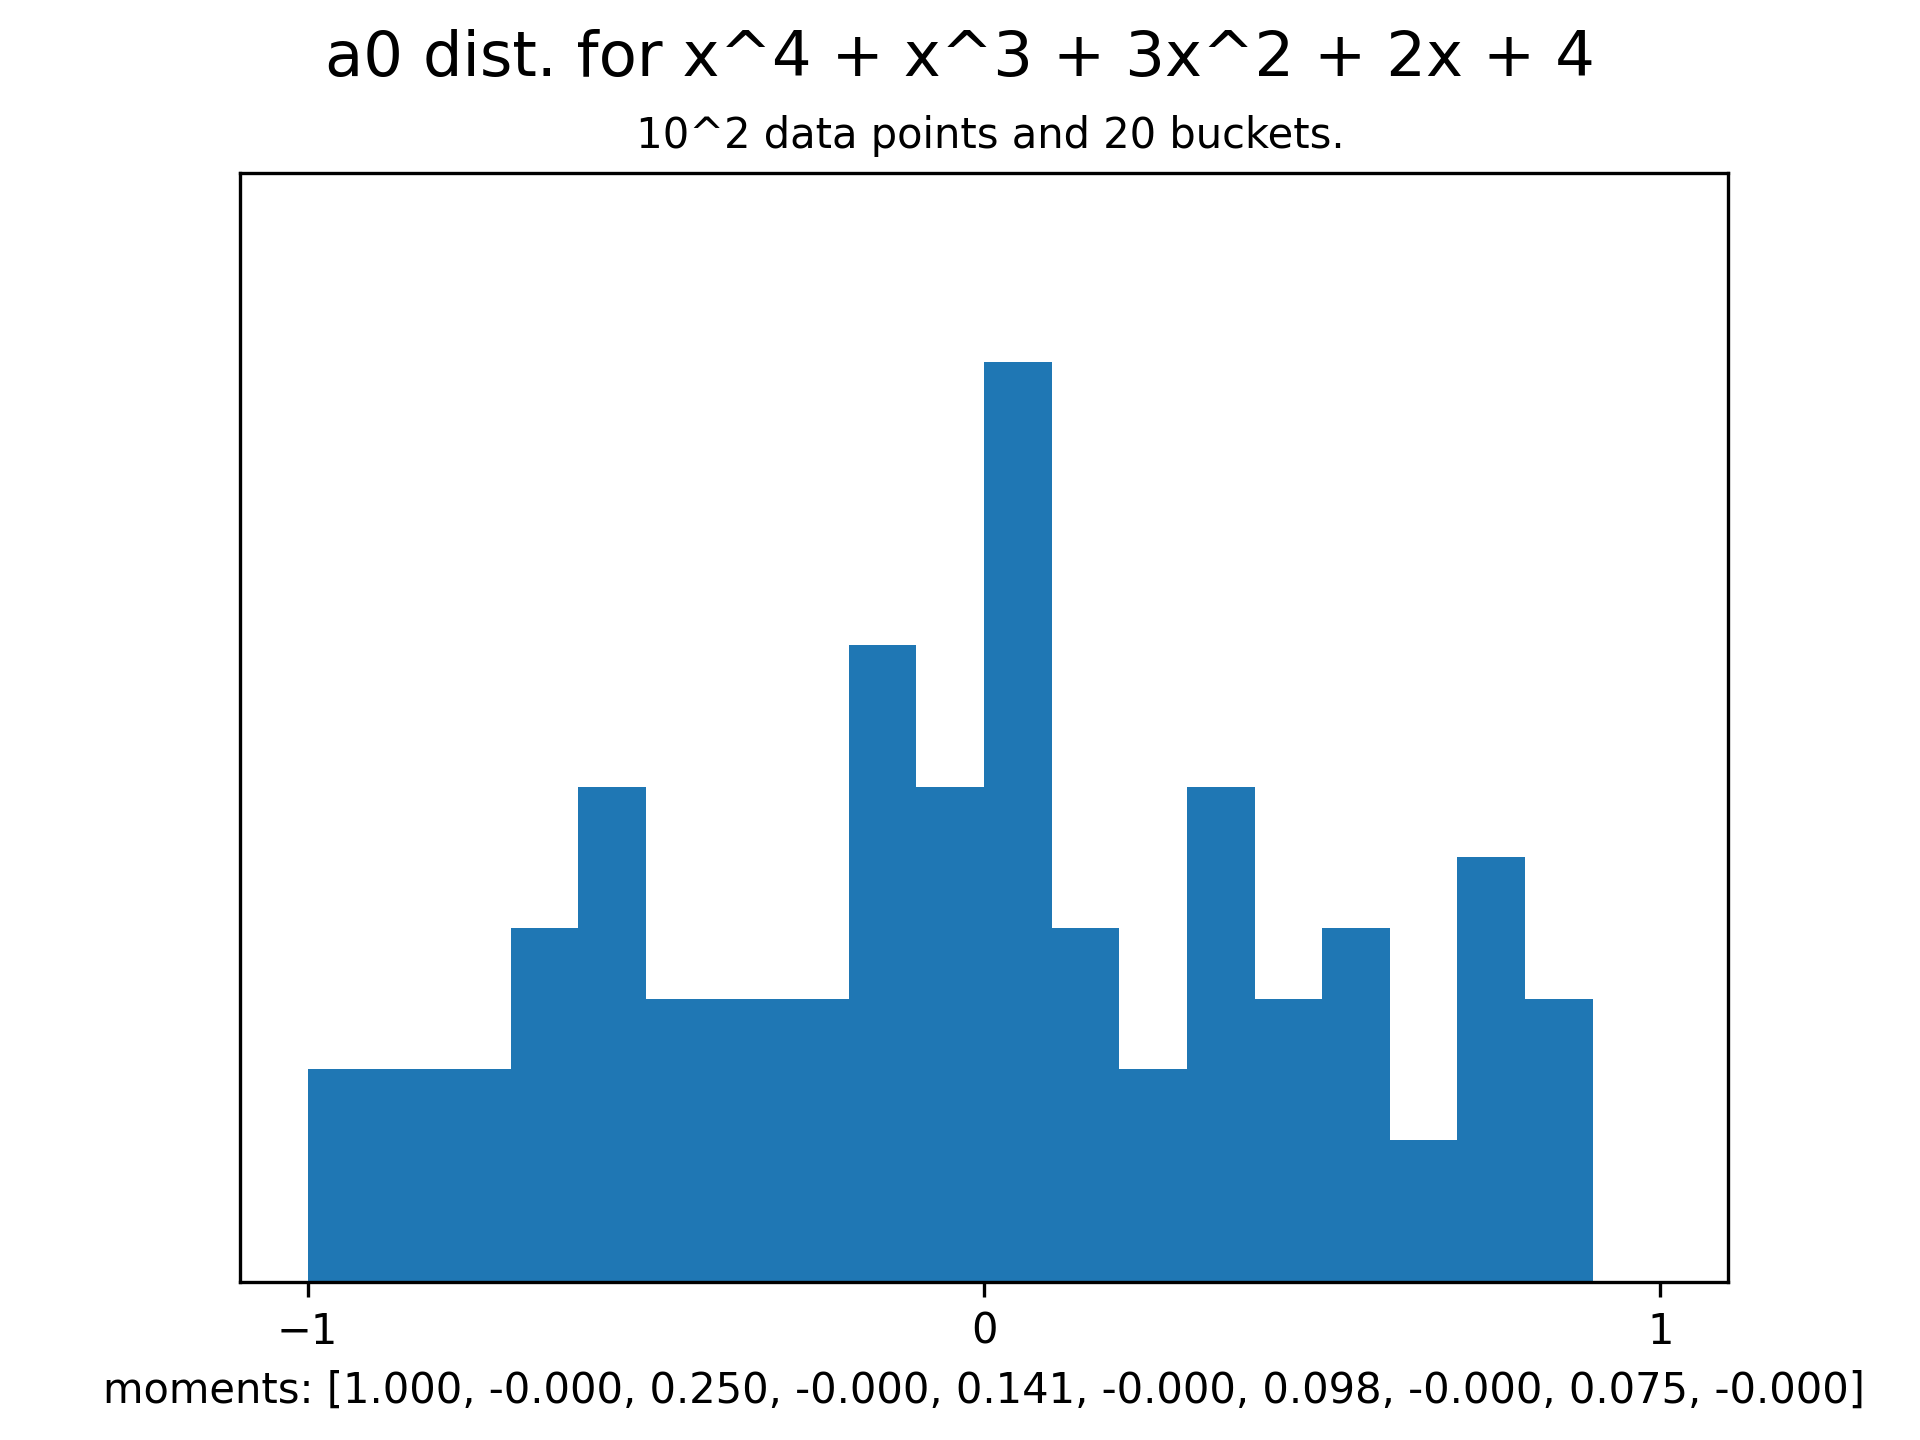 a0 dist. for x^4 + x^3 + 3x^2 + 2x + 4
10^2 data points and 20 buckets.
−1 0 1
moments: [1.000, -0.000, 0.250, -0.000, 0.141, -0.000, 0.098, -0.000, 0.075, -0.000]